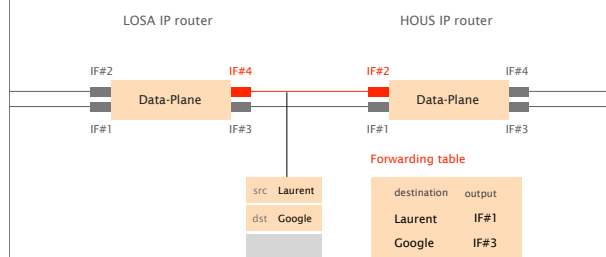 LOSA IP router
HOUS IP router
IF#2
IF#4
IF#2
IF#4
Data-Plane
Data-Plane
IF#1
IF#3
IF#1
IF#3
Forwarding table
src Laurent
dst Google
destination output
Laurent IF#1
Google IF#3